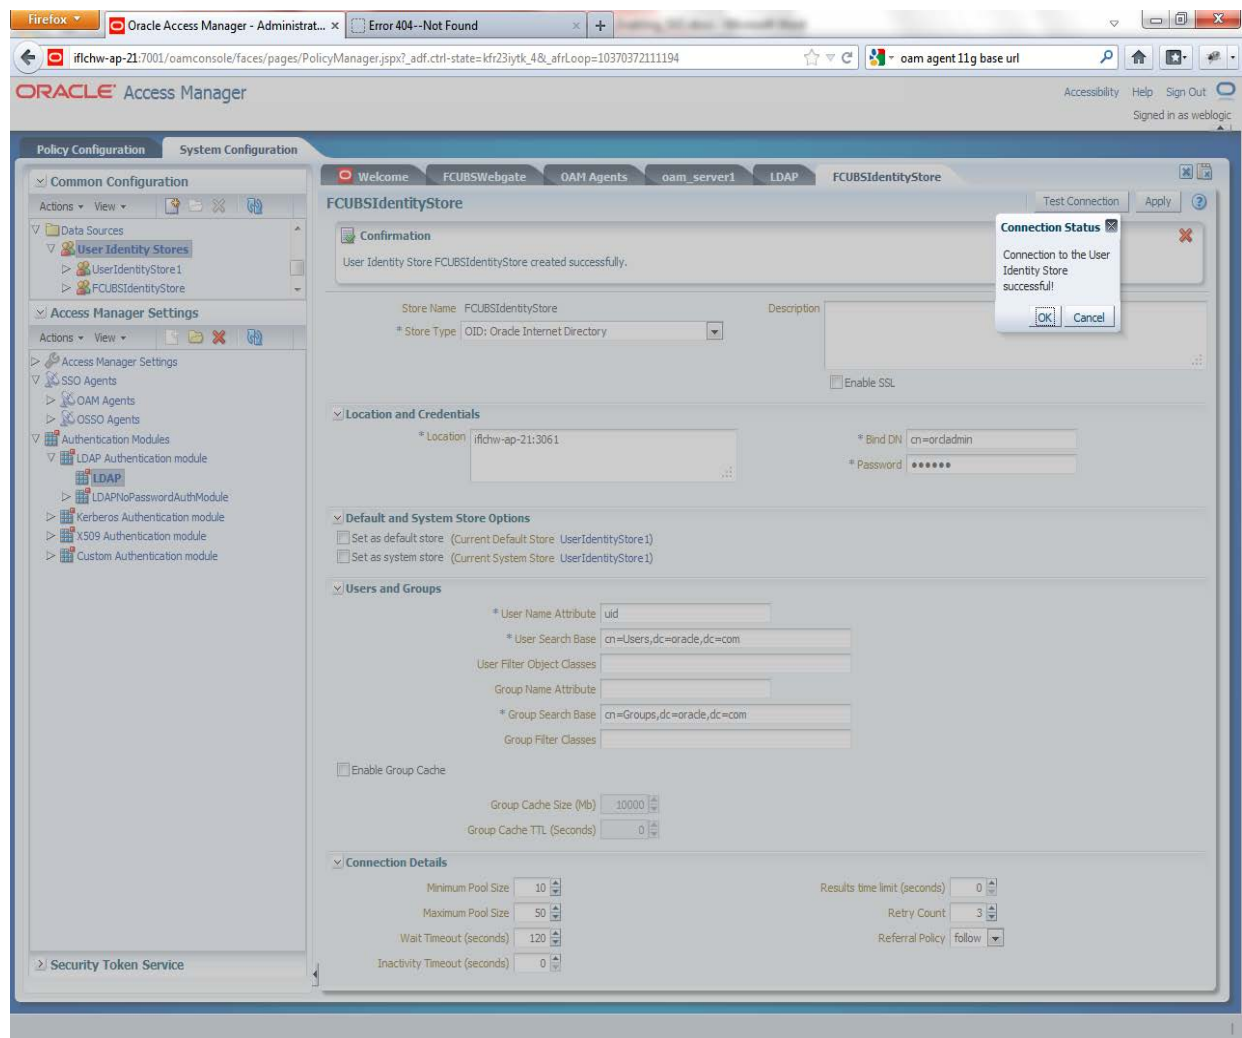 Firefox
Oracle Access Manager - Administrat... ×
Error 404--Not Found ×
+
iflchw-ap-21:7001/oamconsole/faces/pages/PolicyManager.jspx?_adf.ctrl-state=kfr23iytk_4&_afrLoop=10370372111194
oam agent 11g base url
ORACLE Access Manager
Accessibility Help Sign Out
Signed in as weblogic
Policy Configuration System Configuration
Common Configuration
Actions View
Data Sources
User Identity Stores
UserIdentityStore1
FCUBSIdentityStore
Access Manager Settings
Actions View
Access Manager Settings
SSO Agents
OAM Agents
OSSO Agents
Authentication Modules
LDAP Authentication module
LDAP
LDAPNoPasswordAuthModule
Kerberos Authentication module
X509 Authentication module
Custom Authentication module
Security Token Service
Welcome FCUBSWebgate OAM Agents oam_server1 LDAP FCUBSIdentityStore
FCUBSIdentityStore
Test Connection Apply
Confirmation
User Identity Store FCUBSIdentityStore created successfully.
Connection Status
Connection to the User
Identity Store
successful!
OK Cancel
Store Name FCUBSIdentityStore
Description
* Store Type OID: Oracle Internet Directory
Enable SSL
Location and Credentials
* Location iflchw-ap-21:3061
* Bind DN cn=orcladmin
* Password ●●●●●●
Default and System Store Options
Set as default store (Current Default Store UserIdentityStore1)
Set as system store (Current System Store UserIdentityStore1)
Users and Groups
* User Name Attribute uid
* User Search Base cn=Users,dc=oracle,dc=com
User Filter Object Classes
Group Name Attribute
* Group Search Base cn=Groups,dc=oracle,dc=com
Group Filter Classes
Enable Group Cache
Group Cache Size (Mb) 10000
Group Cache TTL (Seconds) 0
Connection Details
Minimum Pool Size 10
Results time limit (seconds) 0
Maximum Pool Size 50
Retry Count 3
Wait Timeout (seconds) 120
Referral Policy follow
Inactivity Timeout (seconds) 0